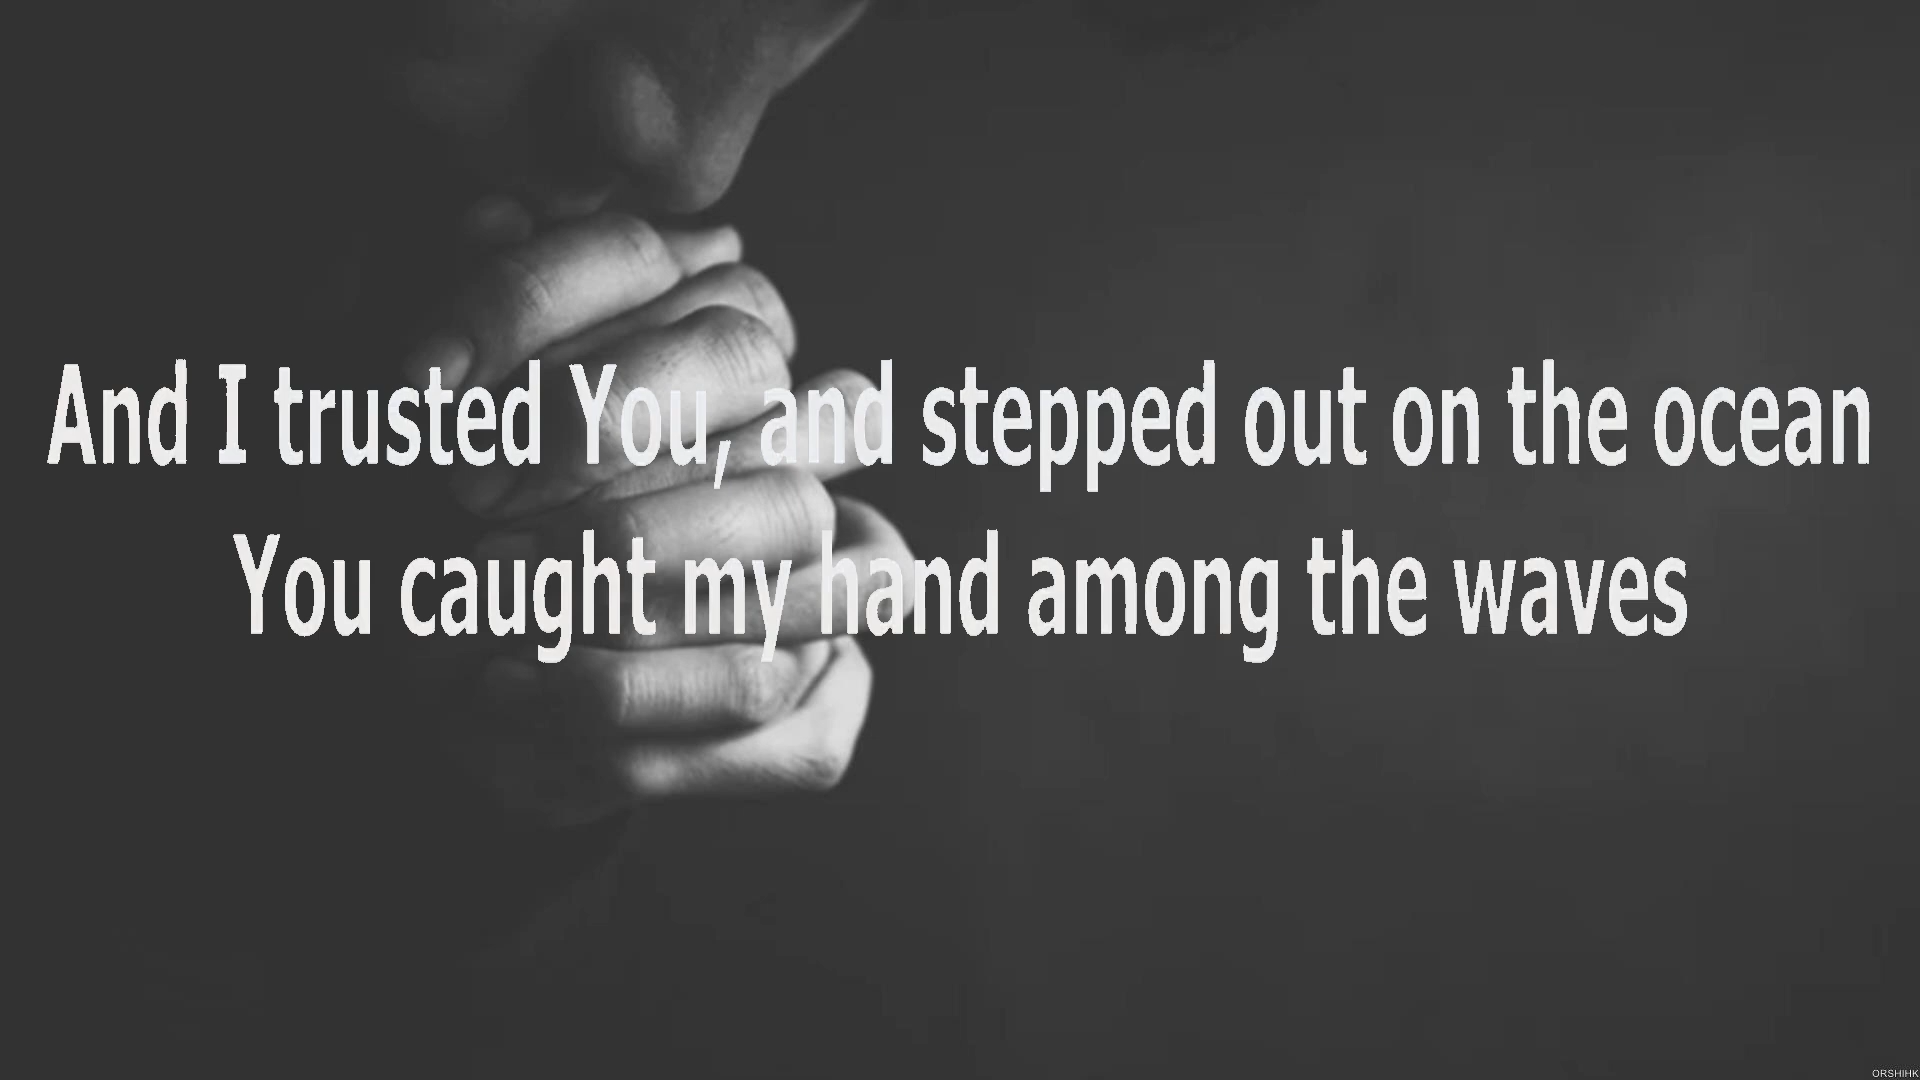 And I trusted You, and stepped out on the ocean
You caught my hand among the waves
ORSHIHK